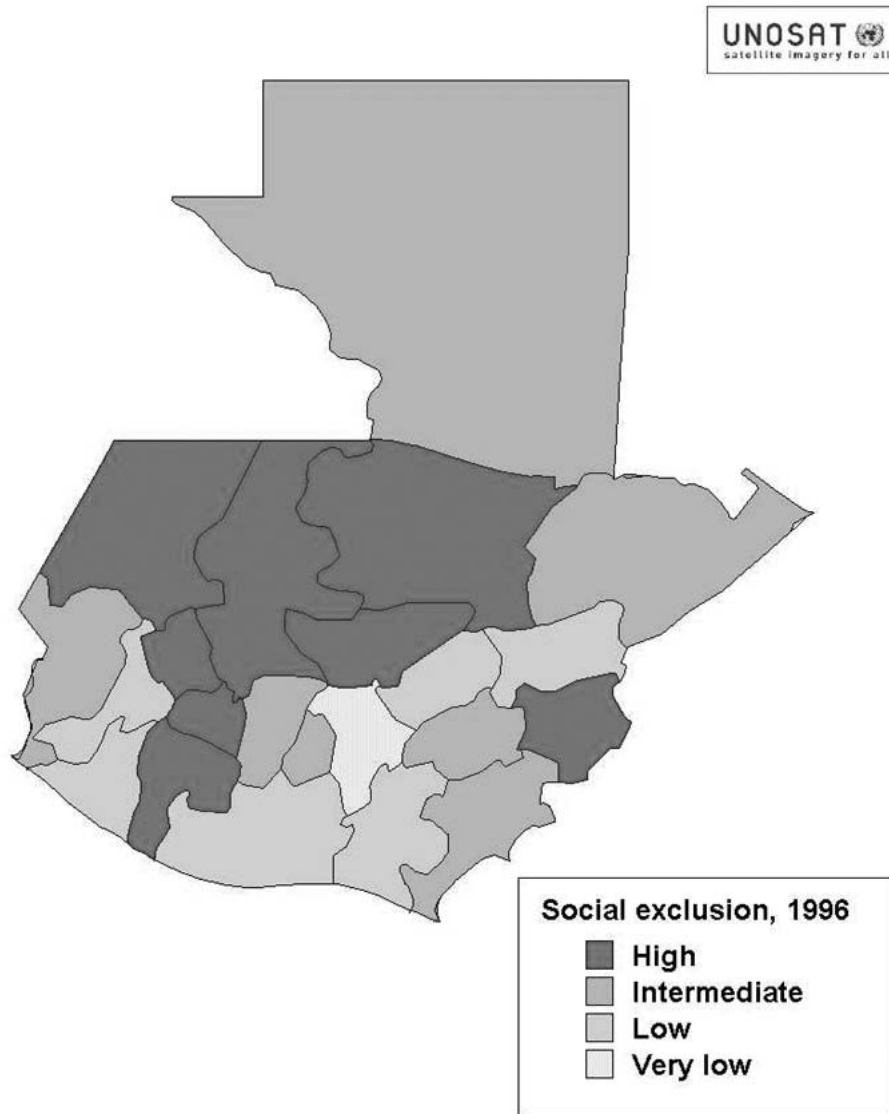 UNOSAT
satellite imagery for all
Social exclusion, 1996
High
Intermediate
Low
Very low